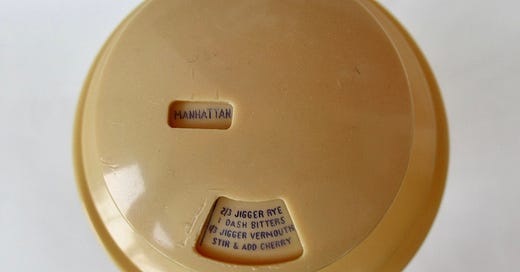 MANHATTAN
2/3 JIGGER RYE
1 DASH BITTERS
1/3 JIGGER VERMOUTH
STIR & ADD CHERRY